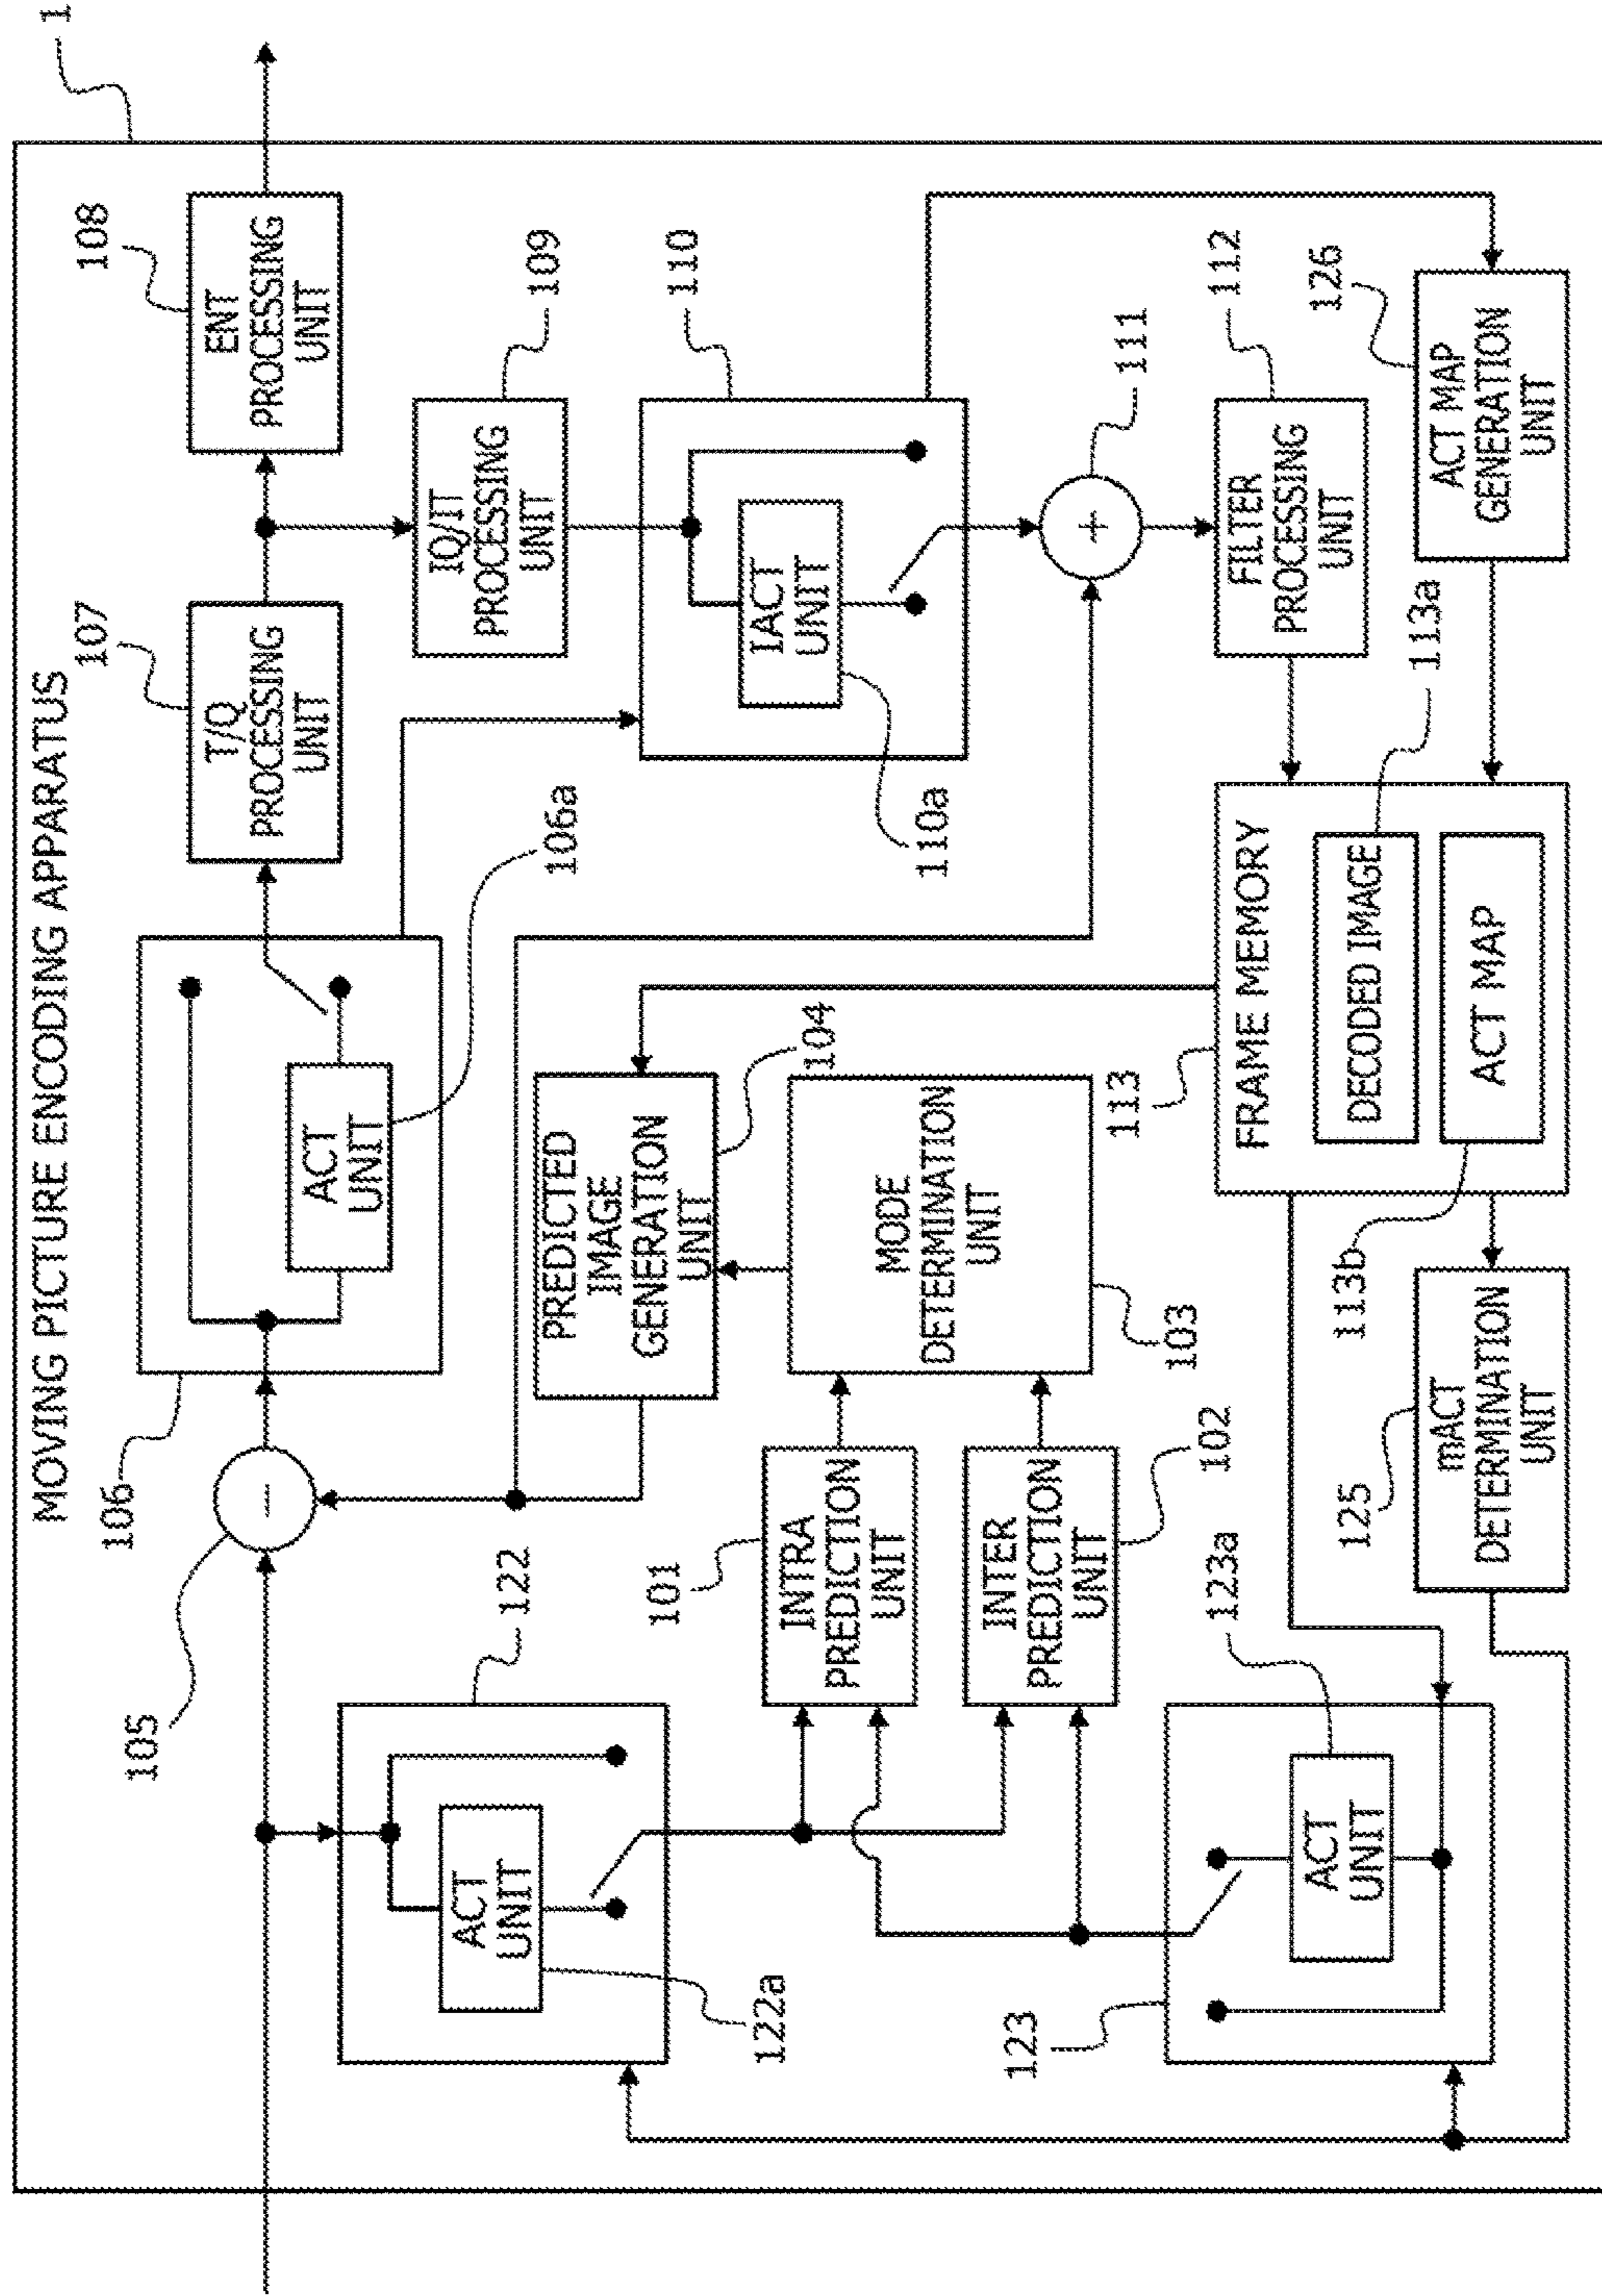 MOVING PICTURE ENCODING APPARATUS
1
105
106
ACT
UNIT
106a
107
T/Q
PROCESSING
UNIT
108
ENT
PROCESSING
UNIT
122
ACT
UNIT
122a
PREDICTED
IMAGE
GENERATION
UNIT
104
IQ/IT
PROCESSING
UNIT
109
110
IACT
UNIT
110a
101
INTRA
PREDICTION
UNIT
INTER
PREDICTION
UNIT
102
MODE
DETERMINATION
UNIT
103
111
123
ACT
UNIT
123a
113
FRAME MEMORY
DECODED IMAGE
113a
ACT MAP
113b
FILTER
PROCESSING
UNIT
112
125
mACT
DETERMINATION
UNIT
126
ACT MAP
GENERATION
UNIT